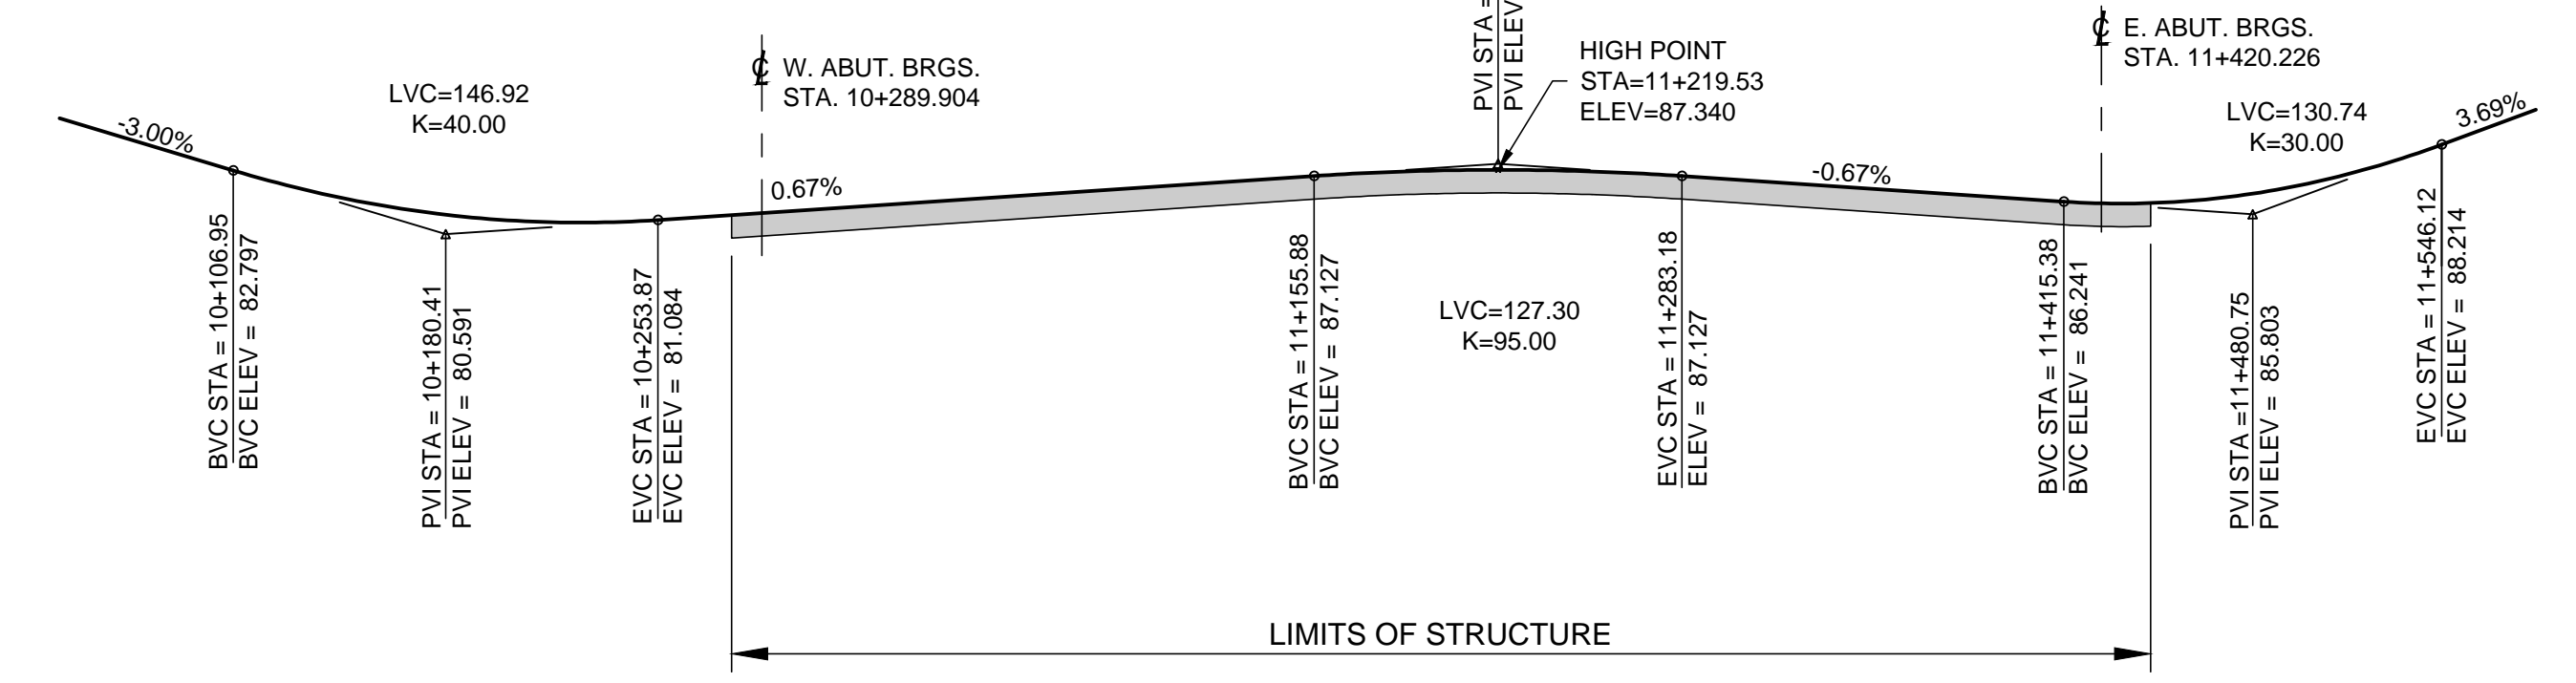 PVI STA =
PVI ELEV
℄ E. ABUT. BRGS.
STA. 11+420.226
HIGH POINT
STA=11+219.53
ELEV=87.340
℄ W. ABUT. BRGS.
STA. 10+289.904
LVC=146.92
K=40.00
LVC=130.74
K=30.00
-3.00%
3.69%
0.67%
-0.67%
BVC STA = 10+106.95
BVC ELEV = 82.797
PVI STA = 10+180.41
PVI ELEV = 80.591
EVC STA = 10+253.87
EVC ELEV = 81.084
BVC STA = 11+155.88
BVC ELEV = 87.127
LVC=127.30
K=95.00
EVC STA = 11+283.18
ELEV = 87.127
BVC STA = 11+415.38
BVC ELEV = 86.241
PVI STA =11+480.75
PVI ELEV = 85.803
EVC STA = 11+546.12
EVC ELEV = 88.214
LIMITS OF STRUCTURE